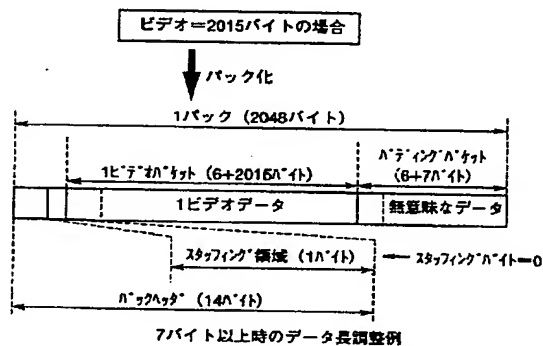 ビデオ=2015バイトの場合
パック化
1パック(2048バイト)
1ビデオパケット(6+2015バイト)
パディングパケット
(6+7バイト)
1ビデオデータ
無意味なデータ
スタッフィング領域(1バイト)
スタッフィングバイト=0
パックヘッダ(14バイト)
7バイト以上時のデータ長調整例